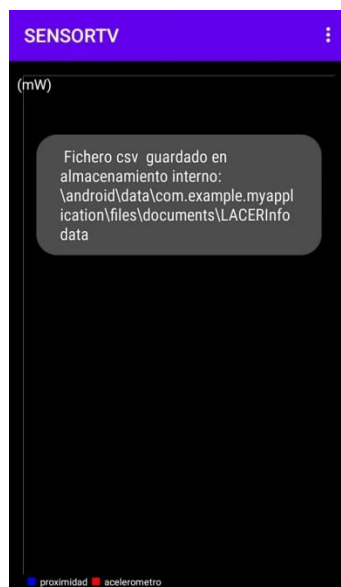 SENSORTV
(mW)
Fichero csv guardado en
almacenamiento interno:
\android\data\com.example.myappl
ication\files\documents\LACERInfo
data
proximidad acelerometro